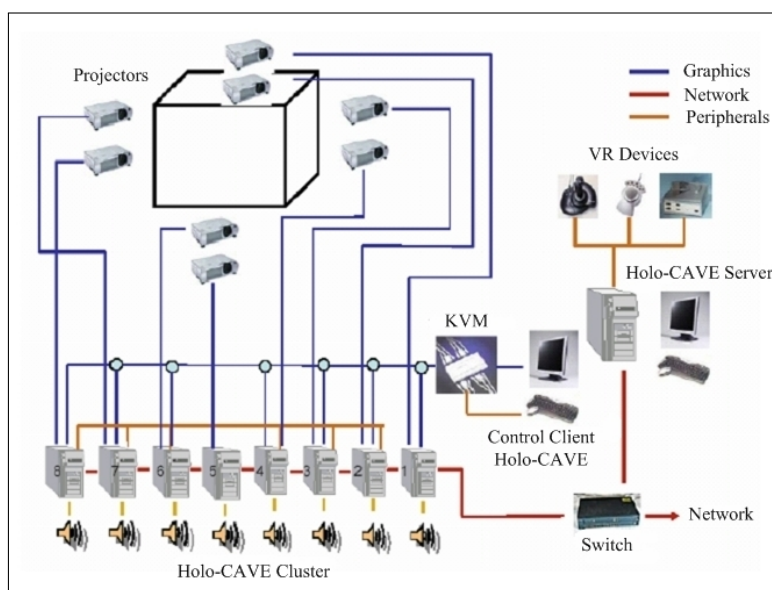 Projectors
Graphics
Network
Peripherals
VR Devices
Holo-CAVE Server
KVM
Control Client
Holo-CAVE
8
7
6
5
4
3
2
1
Switch
Network
Holo-CAVE Cluster